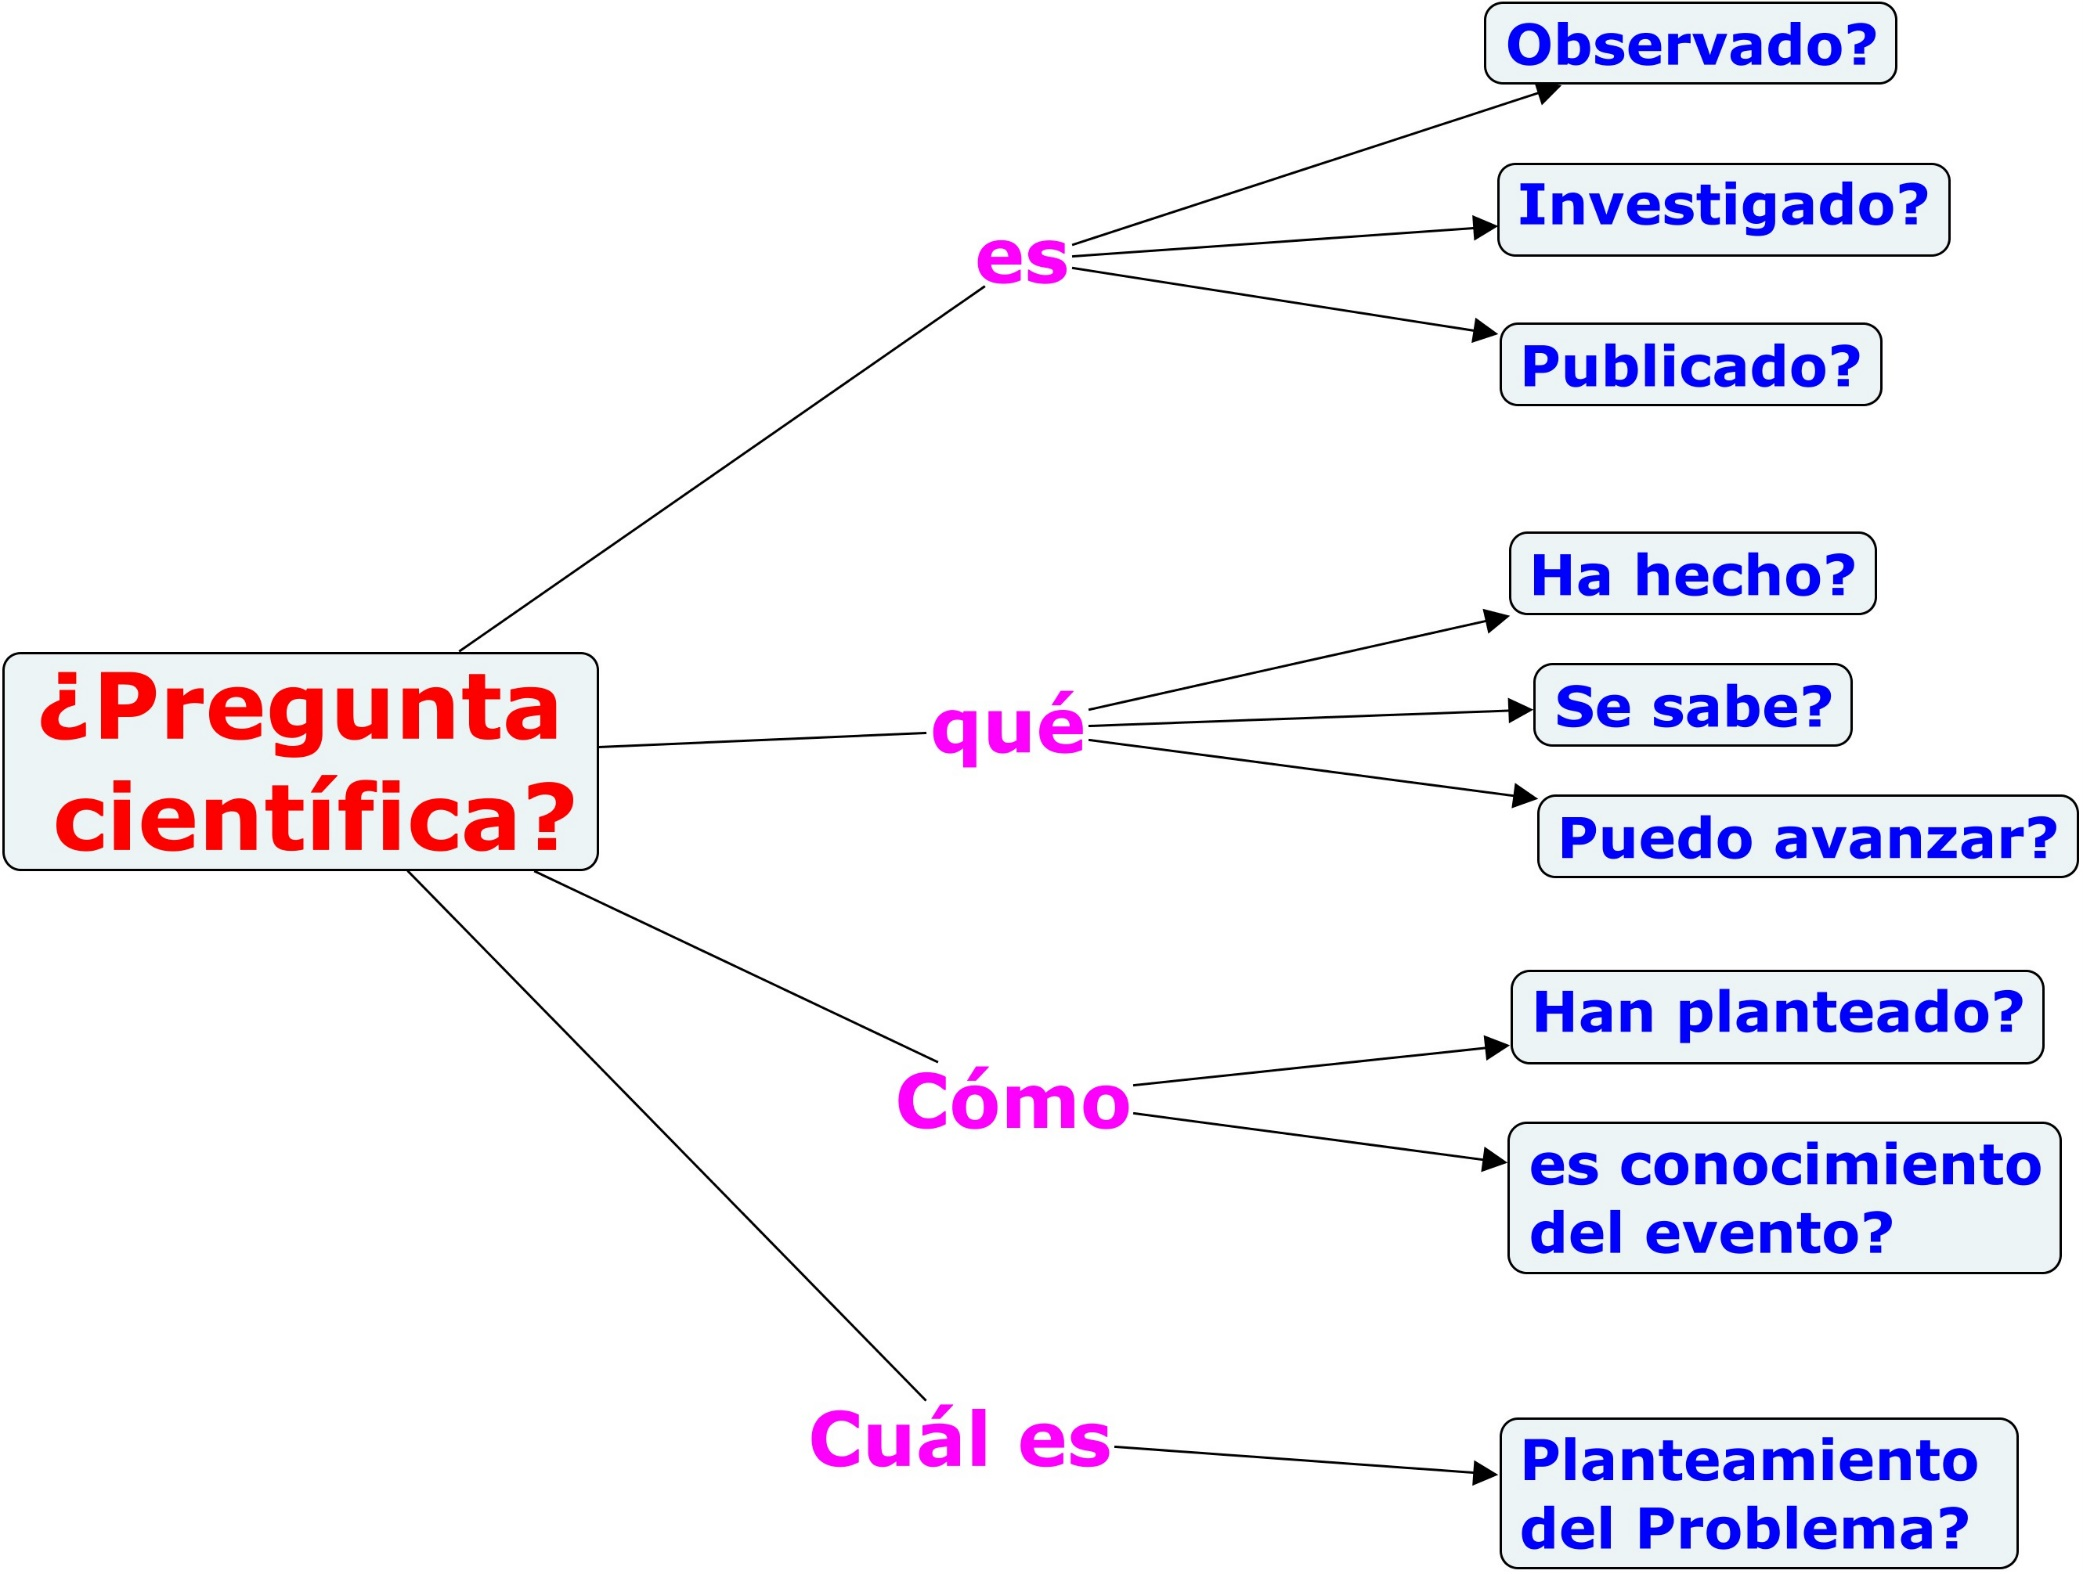 ¿Pregunta
científica?
es
Observado?
Investigado?
Publicado?
qué
Ha hecho?
Se sabe?
Puedo avanzar?
Cómo
Han planteado?
es conocimiento
del evento?
Cuál es
Planteamiento
del Problema?